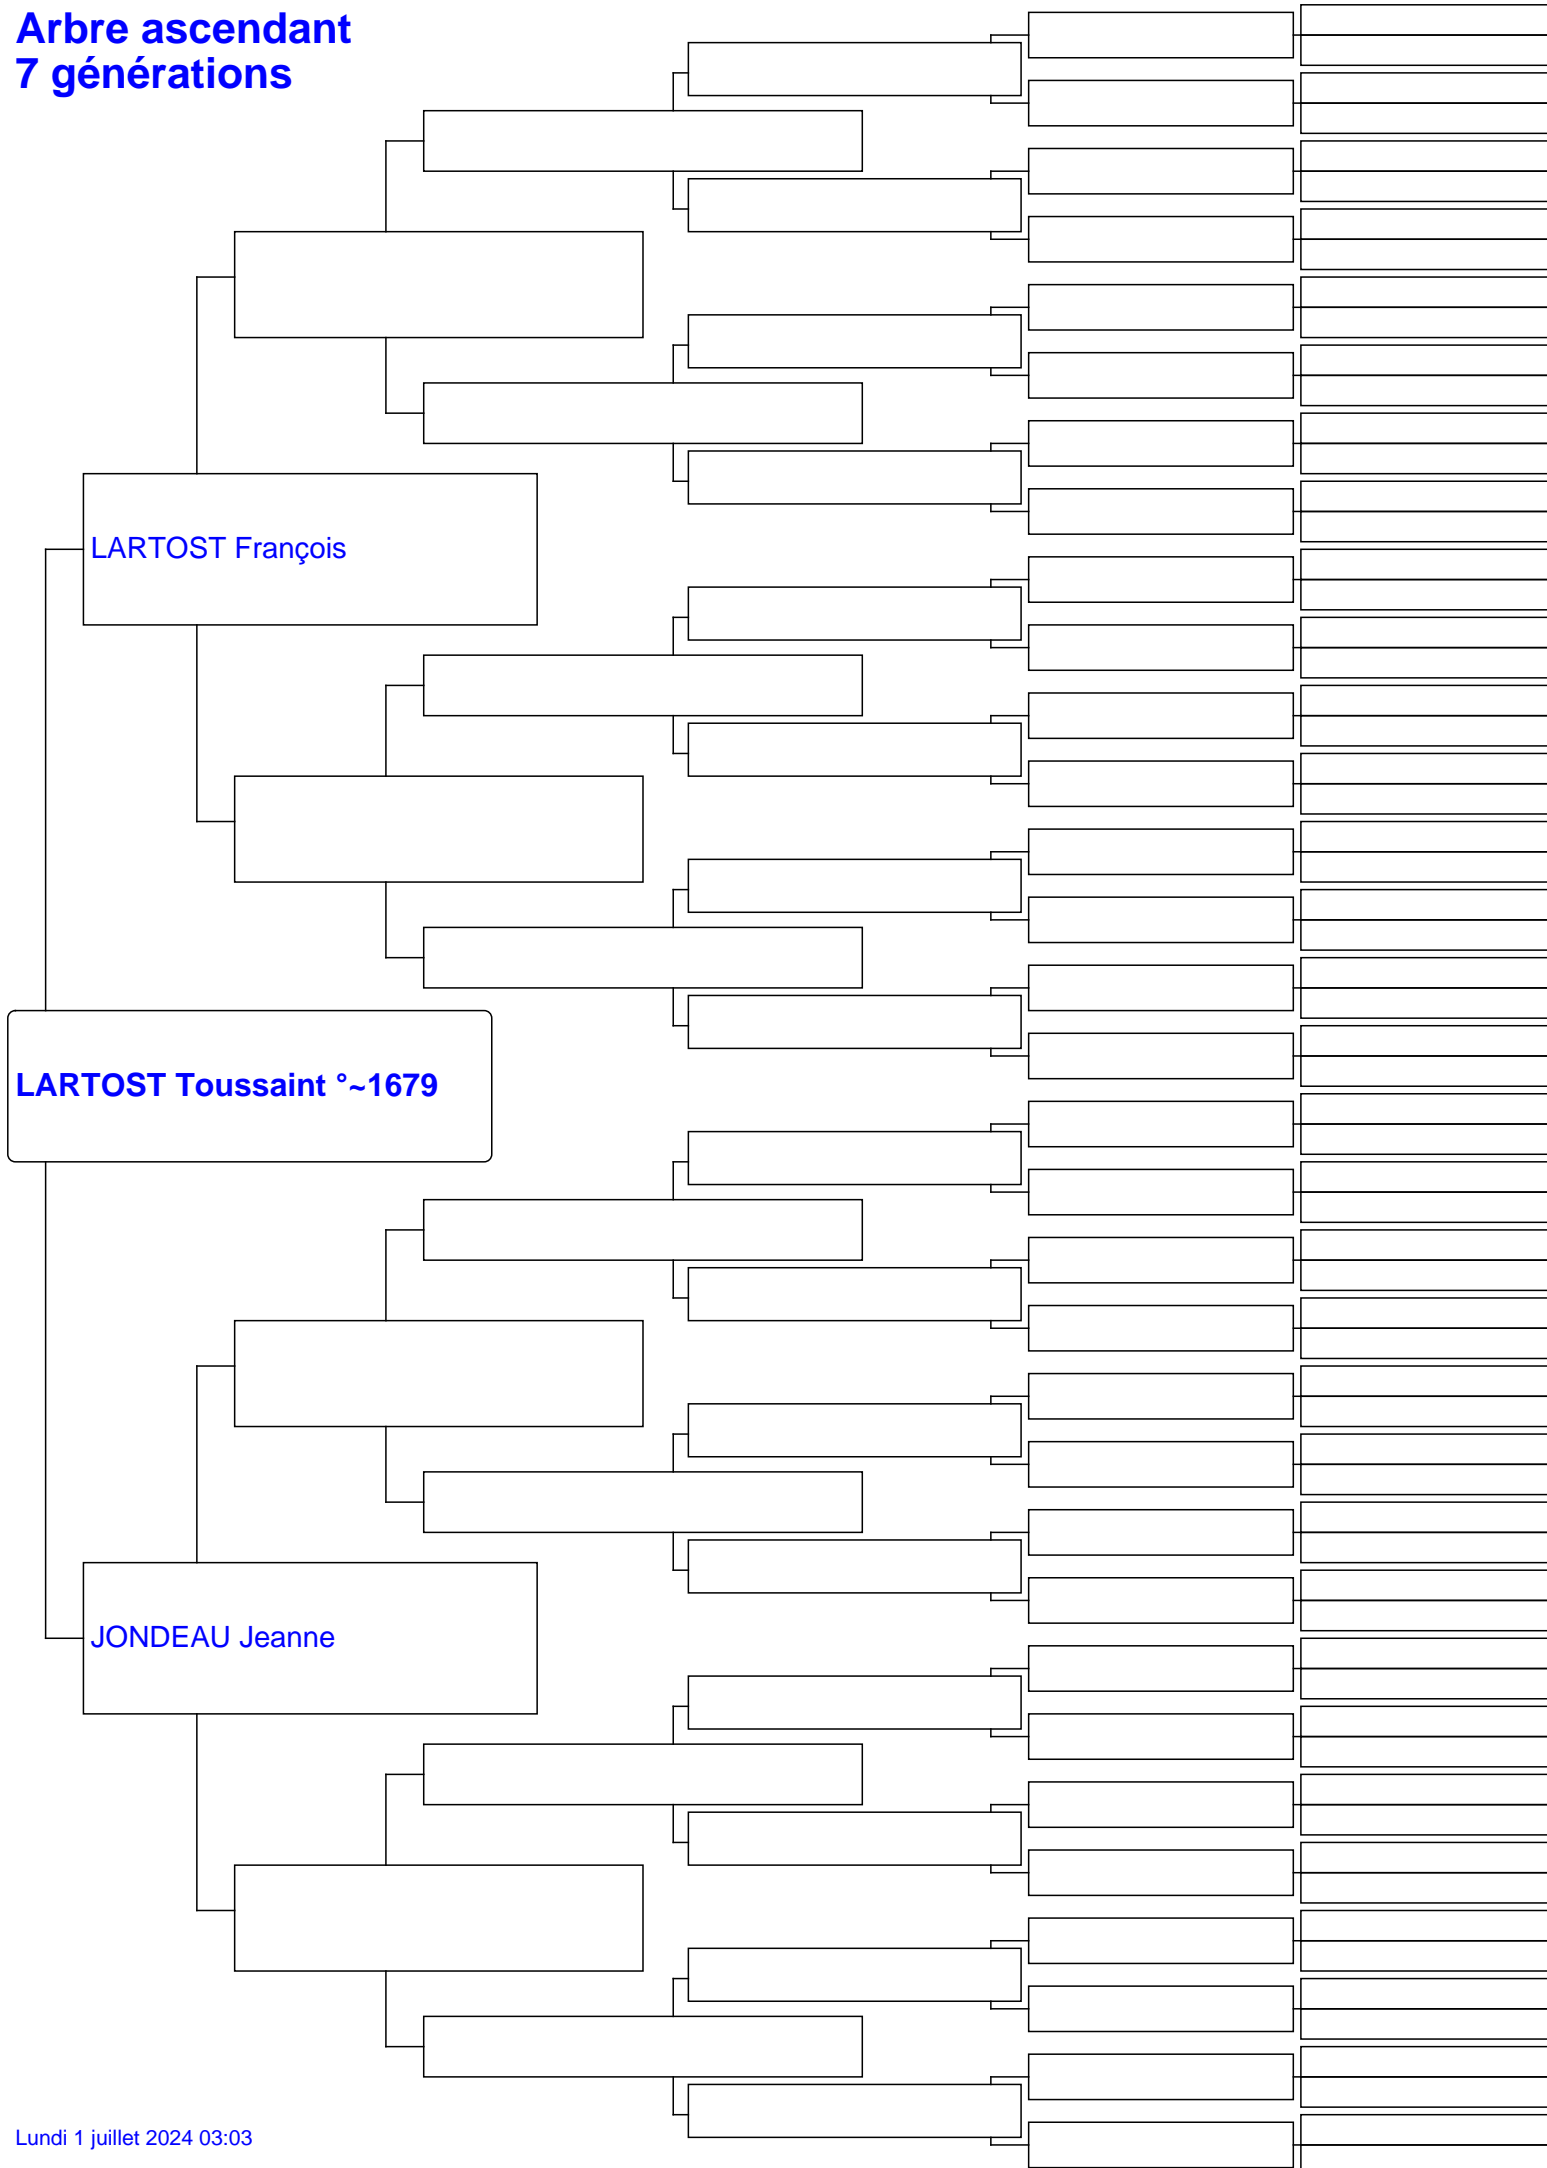 Arbre ascendant
7 générations
LARTOST François
LARTOST Toussaint °~1679
JONDEAU Jeanne
Lundi 1 juillet 2024 03:03